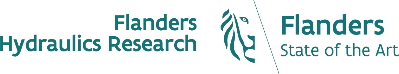 Flanders
Hydraulics Research
Flanders
State of the Art